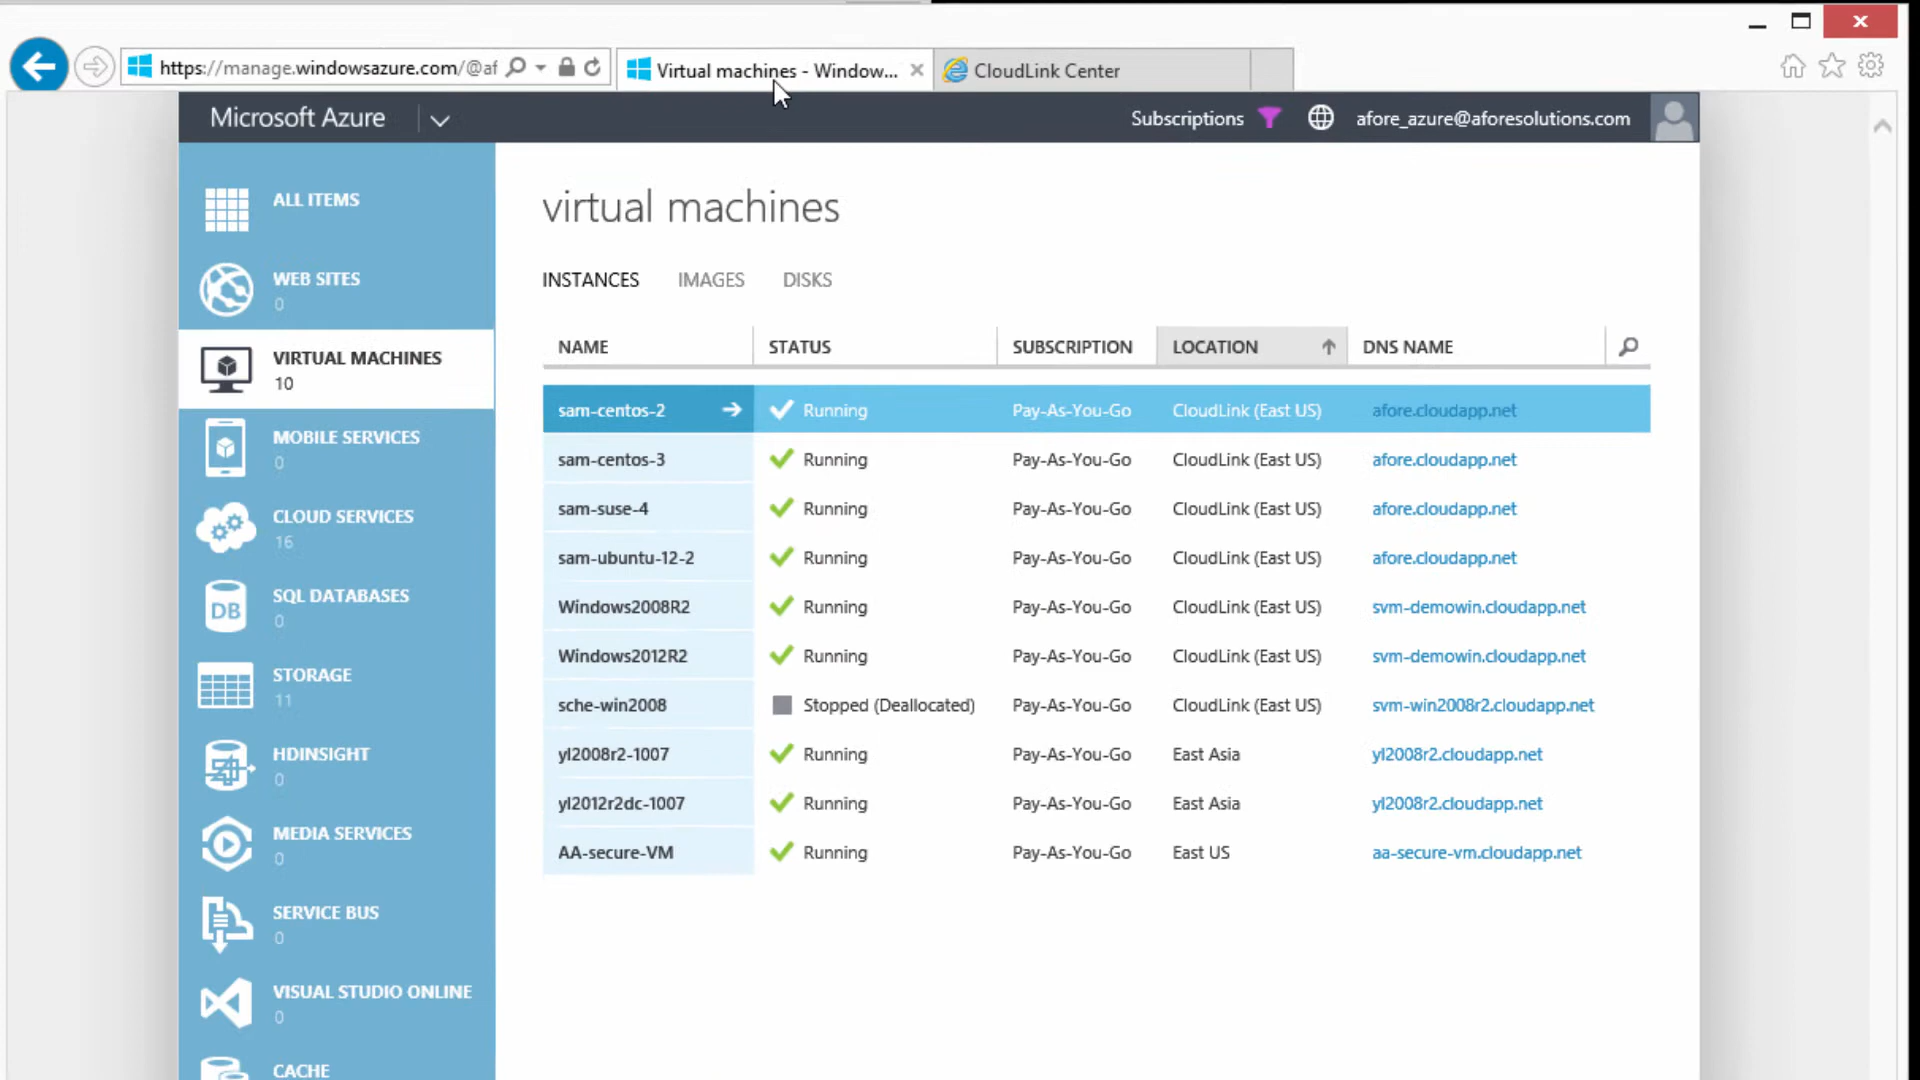 https://manage.windowsazure.com/@af
Virtual machines - Window...
CloudLink Center
Microsoft Azure
Subscriptions
afore_azure@aforesolutions.com
ALL ITEMS
WEB SITES
0
VIRTUAL MACHINES
10
MOBILE SERVICES
0
CLOUD SERVICES
16
SQL DATABASES
0
DB
STORAGE
11
HDINSIGHT
0
MEDIA SERVICES
0
SERVICE BUS
0
VISUAL STUDIO ONLINE
0
CACHE
virtual machines
INSTANCES IMAGES DISKS
NAME STATUS SUBSCRIPTION LOCATION DNS NAME
sam-centos-2 Running Pay-As-You-Go CloudLink (East US) afore.cloudapp.net
sam-centos-3 Running Pay-As-You-Go CloudLink (East US) afore.cloudapp.net
sam-suse-4 Running Pay-As-You-Go CloudLink (East US) afore.cloudapp.net
sam-ubuntu-12-2 Running Pay-As-You-Go CloudLink (East US) afore.cloudapp.net
Windows2008R2 Running Pay-As-You-Go CloudLink (East US) svm-demowin.cloudapp.net
Windows2012R2 Running Pay-As-You-Go CloudLink (East US) svm-demowin.cloudapp.net
sche-win2008 Stopped (Deallocated) Pay-As-You-Go CloudLink (East US) svm-win2008r2.cloudapp.net
yl2008r2-1007 Running Pay-As-You-Go East Asia yl2008r2.cloudapp.net
yl2012r2dc-1007 Running Pay-As-You-Go East Asia yl2008r2.cloudapp.net
AA-secure-VM Running Pay-As-You-Go East US aa-secure-vm.cloudapp.net